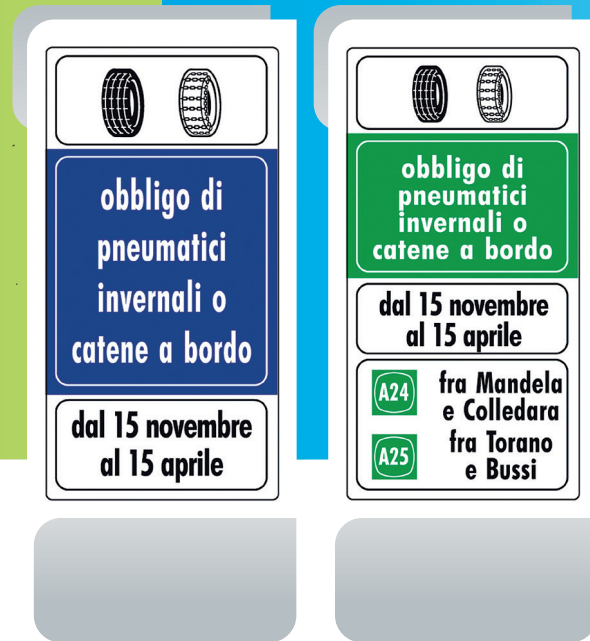 obbligo di
pneumatici
invernali o
catene a bordo
dal 15 novembre
al 15 aprile
obbligo di
pneumatici
invernali o
catene a bordo
dal 15 novembre
al 15 aprile
A24 fra Mandela
e Colledara
A25 fra Torano
e Bussi